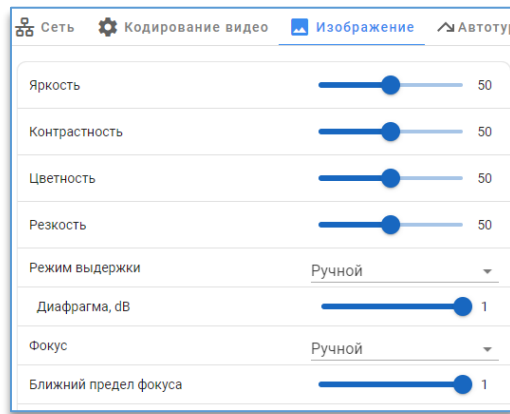 Сеть Кодирование видео Изображение Автотур
Яркость 50
Контрастность 50
Цветность 50
Резкость 50
Режим выдержки Ручной
Диафрагма, dB 1
Фокус Ручной
Ближний предел фокуса 1